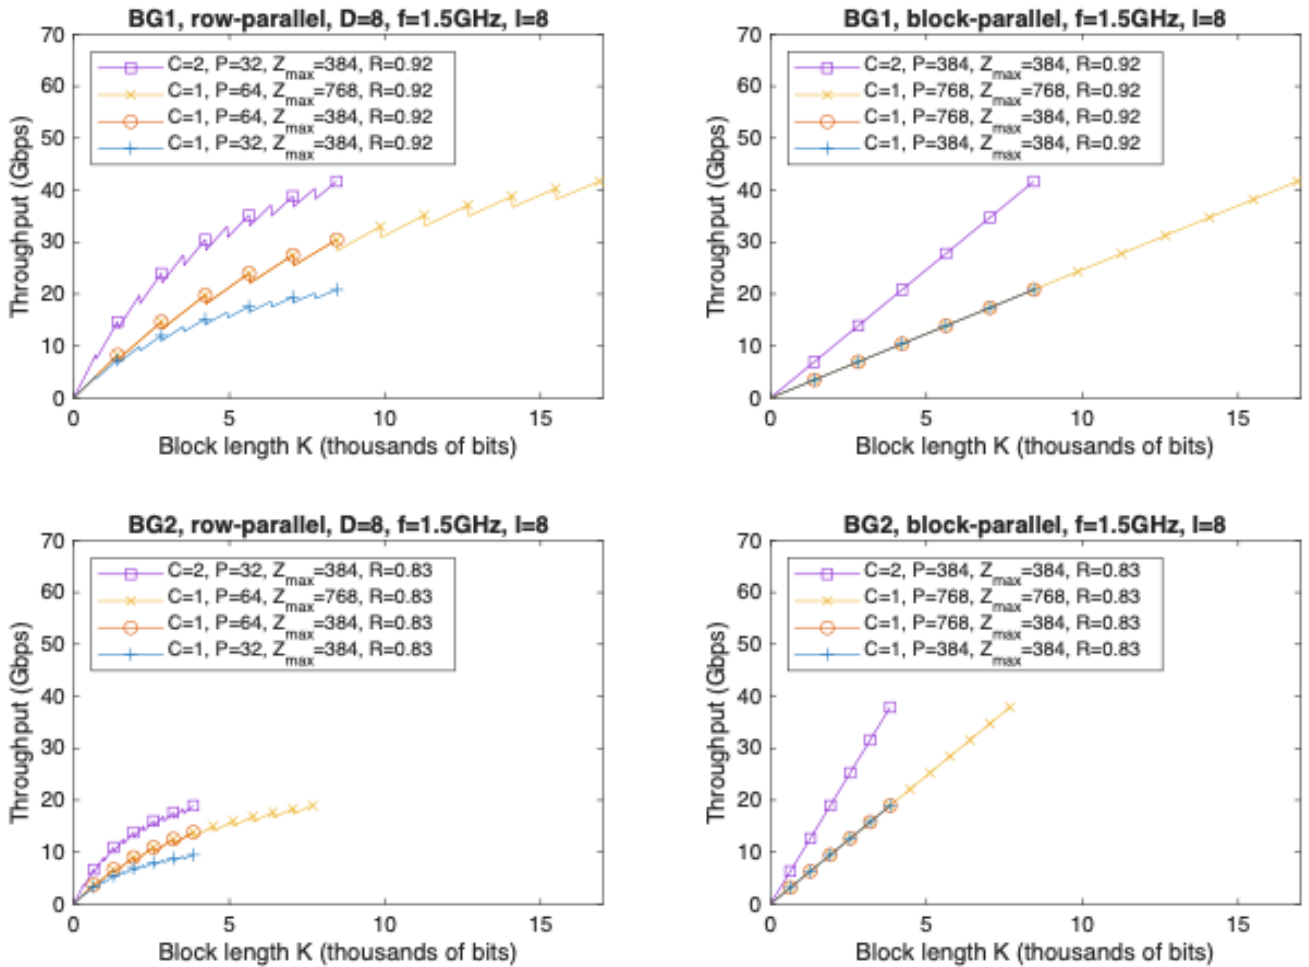 BG1, row-parallel, D=8, f=1.5GHz, I=8
70
60
50
40
30
20
10
0
Throughput (Gbps)
C=2, P=32, Zmax=384, R=0.92
C=1, P=64, Zmax=768, R=0.92
C=1, P=64, Zmax=384, R=0.92
C=1, P=32, Zmax=384, R=0.92
0 5 10 15
Block length K (thousands of bits)
BG1, block-parallel, f=1.5GHz, I=8
70
60
50
40
30
20
10
0
Throughput (Gbps)
C=2, P=384, Zmax=384, R=0.92
C=1, P=768, Zmax=768, R=0.92
C=1, P=768, Zmax=384, R=0.92
C=1, P=384, Zmax=384, R=0.92
0 5 10 15
Block length K (thousands of bits)
BG2, row-parallel, D=8, f=1.5GHz, I=8
70
60
50
40
30
20
10
0
Throughput (Gbps)
C=2, P=32, Zmax=384, R=0.83
C=1, P=64, Zmax=768, R=0.83
C=1, P=64, Zmax=384, R=0.83
C=1, P=32, Zmax=384, R=0.83
0 5 10 15
Block length K (thousands of bits)
BG2, block-parallel, f=1.5GHz, I=8
70
60
50
40
30
20
10
0
Throughput (Gbps)
C=2, P=384, Zmax=384, R=0.83
C=1, P=768, Zmax=768, R=0.83
C=1, P=768, Zmax=384, R=0.83
C=1, P=384, Zmax=384, R=0.83
0 5 10 15
Block length K (thousands of bits)